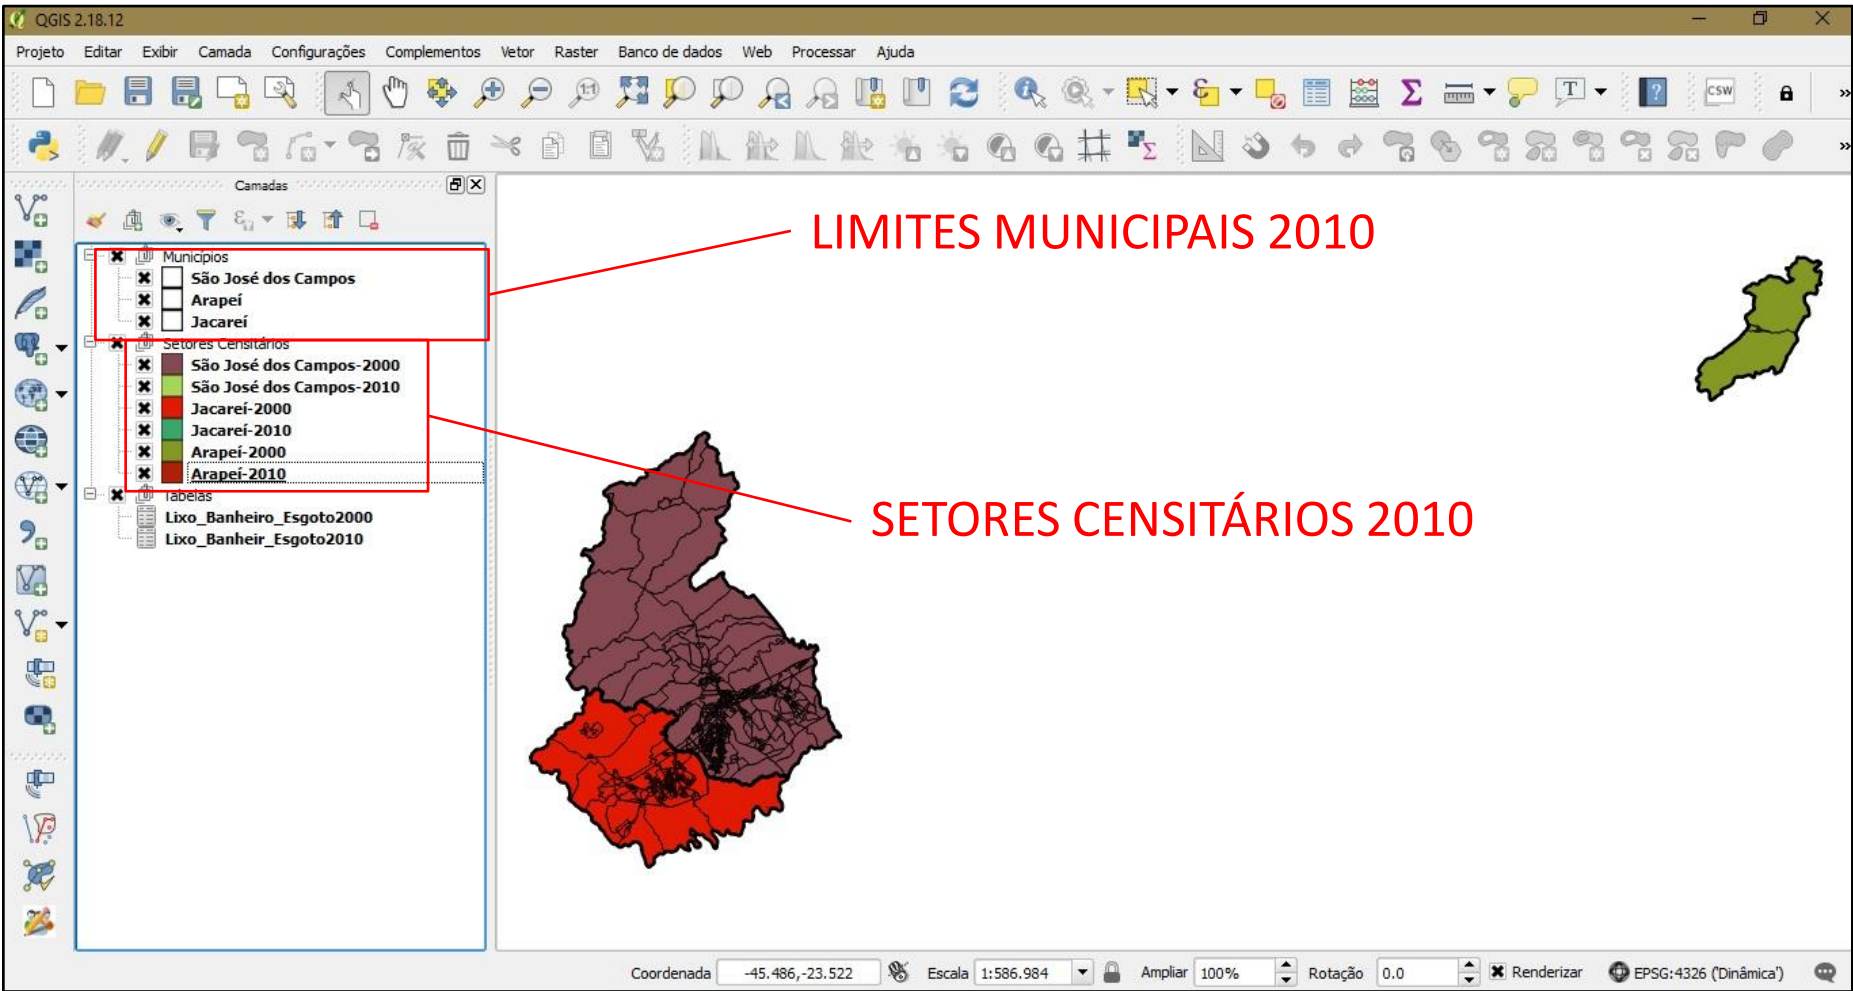 QGIS 2.18.12
Projeto Editar Exibir Camada Configurações Complementos Vetor Raster Banco de dados Web Processar Ajuda
1:1
T
?
CSW
»
»
Camadas
LIMITES MUNICIPAIS 2010
Municípios
São José dos Campos
Arapeí
Jacareí
Setores Censitários
São José dos Campos-2000
São José dos Campos-2010
Jacareí-2000
Jacareí-2010
Arapeí-2000
Arapeí-2010
SETORES CENSITÁRIOS 2010
Tabelas
Lixo_Banheiro_Esgoto2000
Lixo_Banheir_Esgoto2010
Coordenada -45.486,-23.522 Escala 1:586.984 Ampliar 100% Rotação 0.0 Renderizar EPSG:4326 ('Dinâmica')